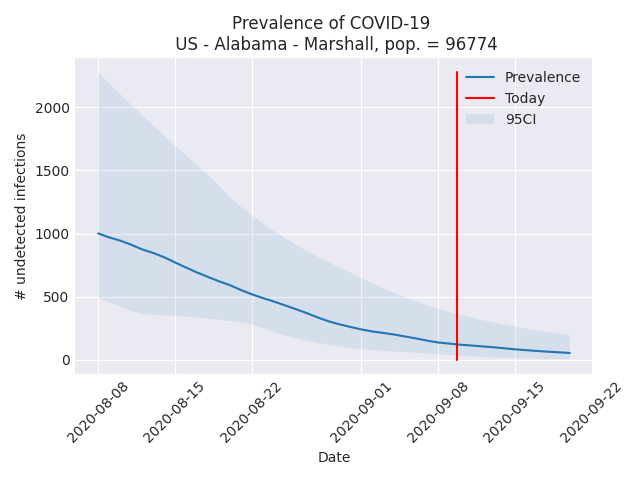 Prevalence of COVID-19
US - Alabama - Marshall, pop. = 96774
Prevalence
Today
95CI
# undetected infections
2000
1500
1000
500
0
2020-08-08
2020-08-15
2020-08-22
2020-09-01
2020-09-08
2020-09-15
2020-09-22
Date